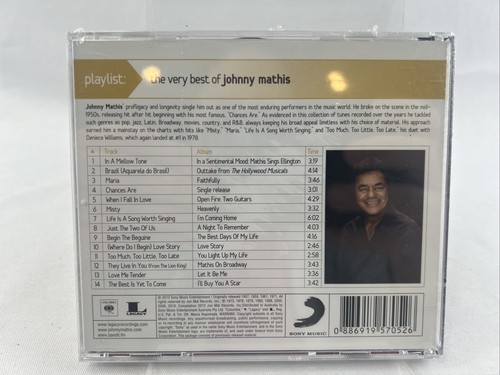 playlist: the very best of johnny mathis
Johnny Mathis' profligacy and longevity single him out as one of the most enduring performers in the music world. He broke on the scene in the mid-
1950s, releasing hit after hit beginning with his most famous, "Chances Are." As evidenced in this collection of tunes recorded over the years he tackled
such genres as pop, jazz, Latin, Broadway, movies, country, and R&B, always keeping his broad appeal limitless with his choice of material. His approach
earned him a mainstay on the charts with hits like "Misty," "Maria," "Life Is A Song Worth Singing," and "Too Much, Too Little, Too Late," his duet with
Deniece Williams, which again landed at #1 in 1978.
# Track Album Time
1 In A Mellow Tone In a Sentimental Mood: Mathis Sings Ellington 3:19
2 Brazil (Aquarela do Brasil) Outtake from The Hollywood Musicals 4:14
3 Maria Faithfully 3:46
4 Chances Are Single release 3:01
5 When I Fall In Love Open Fire, Two Guitars 4:29
6 Misty Heavenly 3:32
7 Life Is A Song Worth Singing I'm Coming Home 6:02
8 Just The Two Of Us A Night To Remember 4:03
9 Begin The Beguine The Best Days Of My Life 4:16
10 (Where Do I Begin) Love Story Love Story 2:46
11 Too Much, Too Little, Too Late You Light Up My Life 2:58
12 They Live In You (From The Lion King) Mathis On Broadway 3:43
13 Love Me Tender Let It Be Me 3:36
14 The Best Is Yet To Come I'll Buy You A Star 3:42
COLUMBIA
LEGACY
www.legacyrecordings.com
www.johnnymathis.com
SONY MUSIC
0 886919 570526